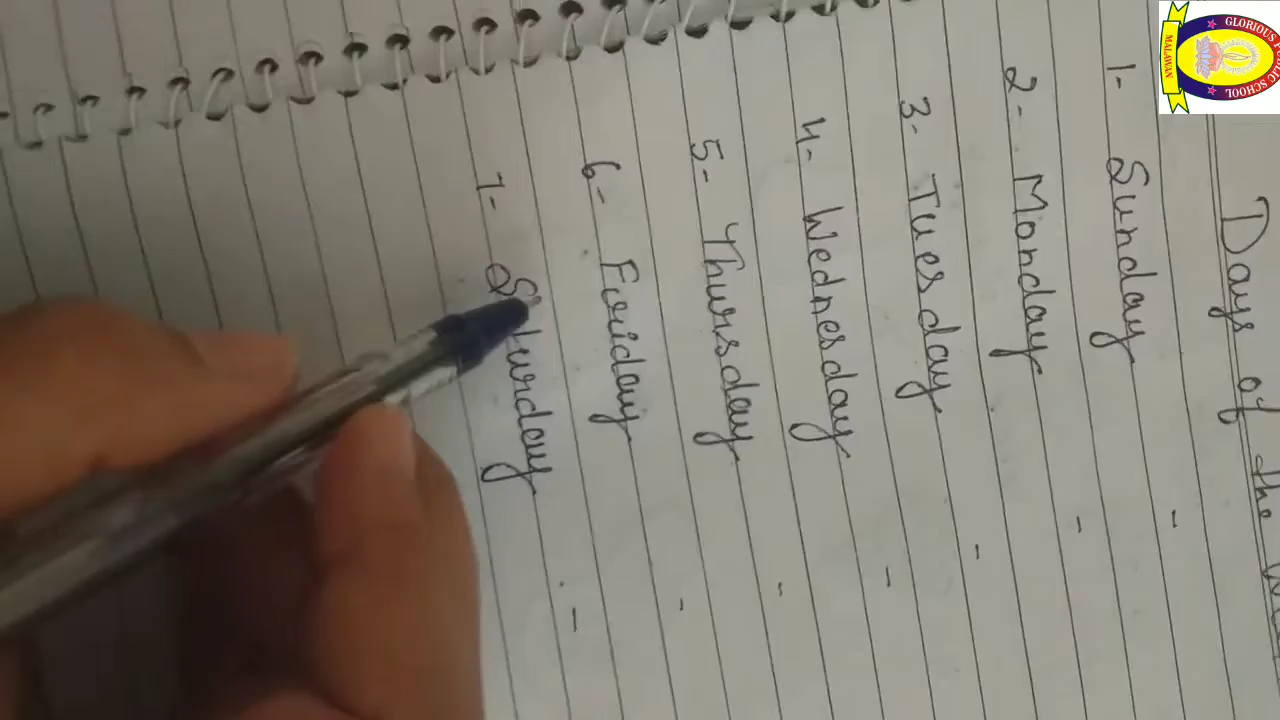 Days of the
1- Sunday -
2- Monday -
3- Tuesday -
4- Wednesday -
5- Thursday -
6- Friday -
7- Saturday -
GLORIOUS PUBLIC SCHOOL
MALAWAN